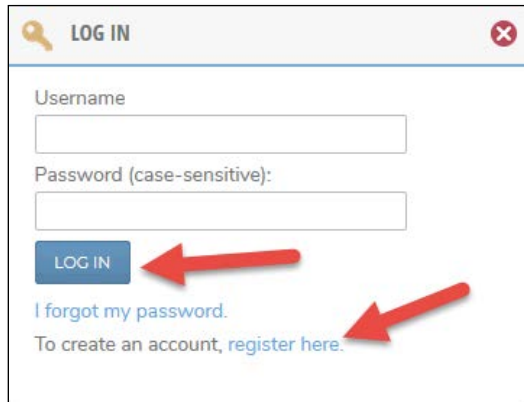 LOG IN
Username
Password (case-sensitive):
LOG IN
I forgot my password.
To create an account, register here.